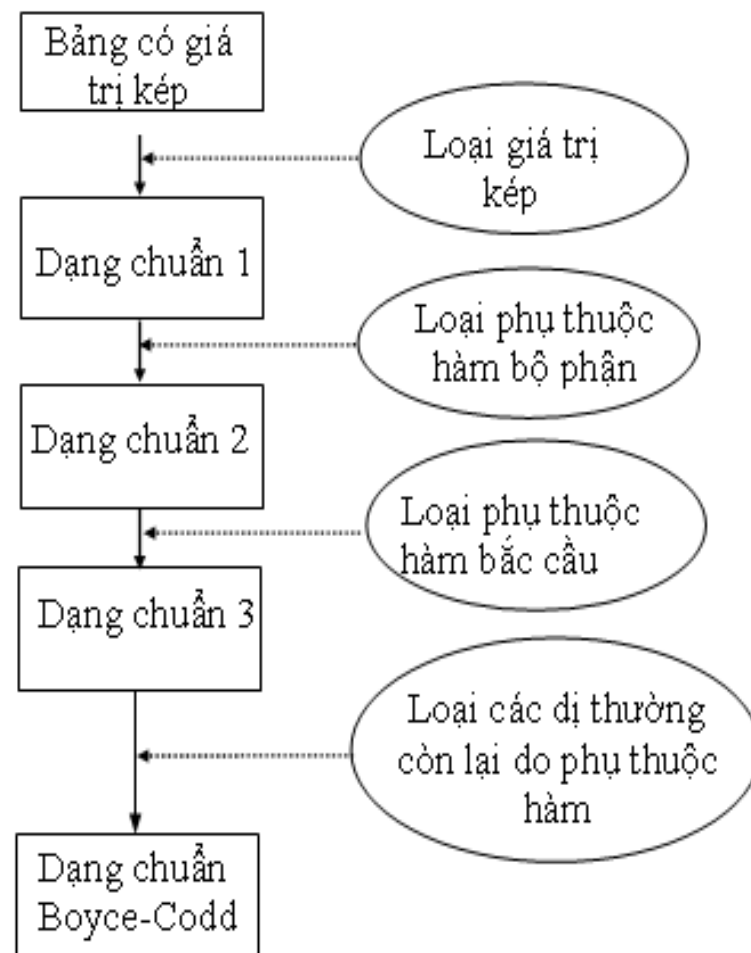 Bảng có giá
trị kép
Loại giá trị
kép
Dạng chuẩn 1
Loại phụ thuộc
hàm bộ phận
Dạng chuẩn 2
Loại phụ thuộc
hàm bắc cầu
Dạng chuẩn 3
Loại các dị thường
còn lại do phụ thuộc
hàm
Dạng chuẩn
Boyce-Codd